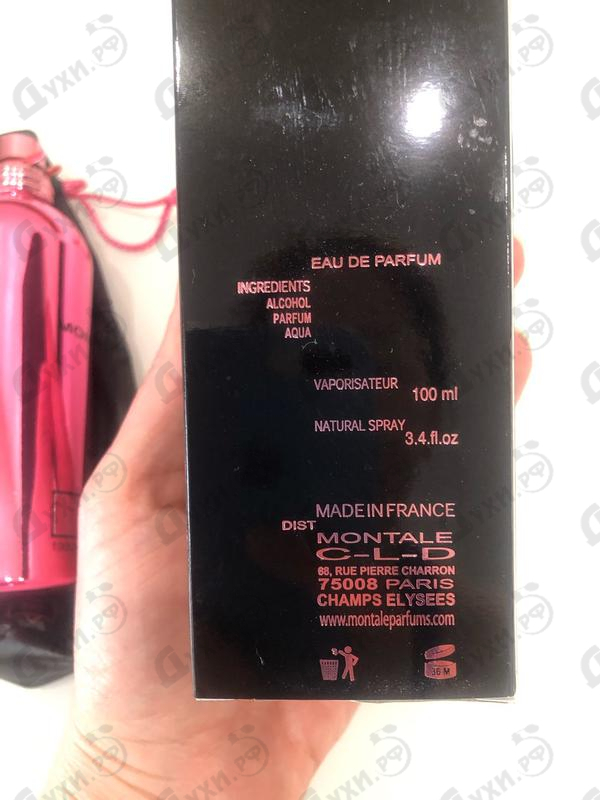 EAU DE PARFUM
INGREDIENTS
ALCOHOL
PARFUM
AQUA
VAPORISATEUR 100 ml
NATURAL SPRAY 3.4.fl.oz
MADE IN FRANCE
DIST MONTALE
C-L-D
68, RUE PIERRE CHARRON
75008 PARIS
CHAMPS ELYSEES
www.montaleparfums.com
36 M
MON
Духи.РФ